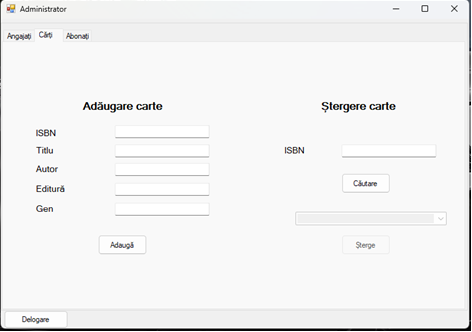 Administrator
Angajați Cărți Abonați
Adăugare carte
ISBN
Titlu
Autor
Editură
Gen
Adaugă
Ștergere carte
ISBN
Căutare
Șterge
Delogare